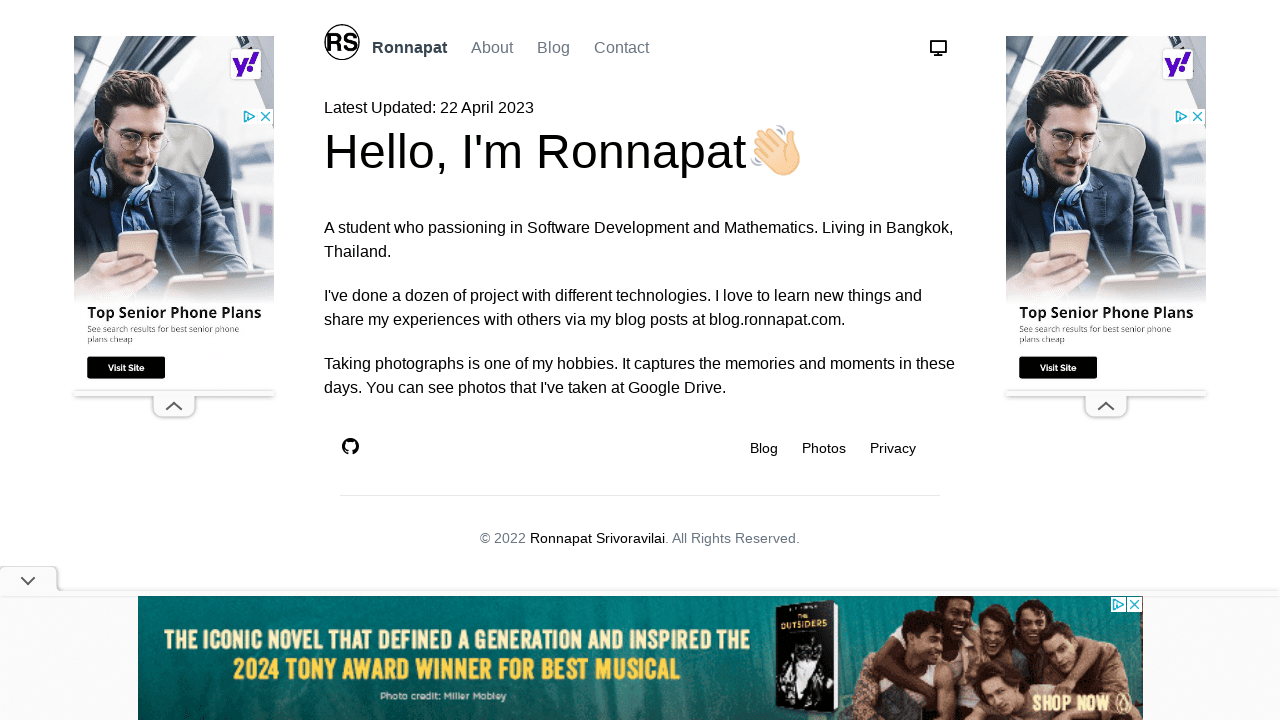 RS Ronnapat About Blog Contact
Latest Updated: 22 April 2023
Hello, I'm Ronnapat👋🏻
A student who passioning in Software Development and Mathematics. Living in Bangkok,
Thailand.
I've done a dozen of project with different technologies. I love to learn new things and
share my experiences with others via my blog posts at blog.ronnapat.com.
Taking photographs is one of my hobbies. It captures the memories and moments in these
days. You can see photos that I've taken at Google Drive.
Blog Photos Privacy
© 2022 Ronnapat Srivoravilai. All Rights Reserved.
y!
Top Senior Phone Plans
See search results for best senior phone
plans cheap
Visit Site
y!
Top Senior Phone Plans
See search results for best senior phone
plans cheap
Visit Site
THE ICONIC NOVEL THAT DEFINED A GENERATION AND INSPIRED THE
2024 TONY AWARD WINNER FOR BEST MUSICAL
Photo credit: Miller Mobley
THE OUTSIDERS
SHOP NOW